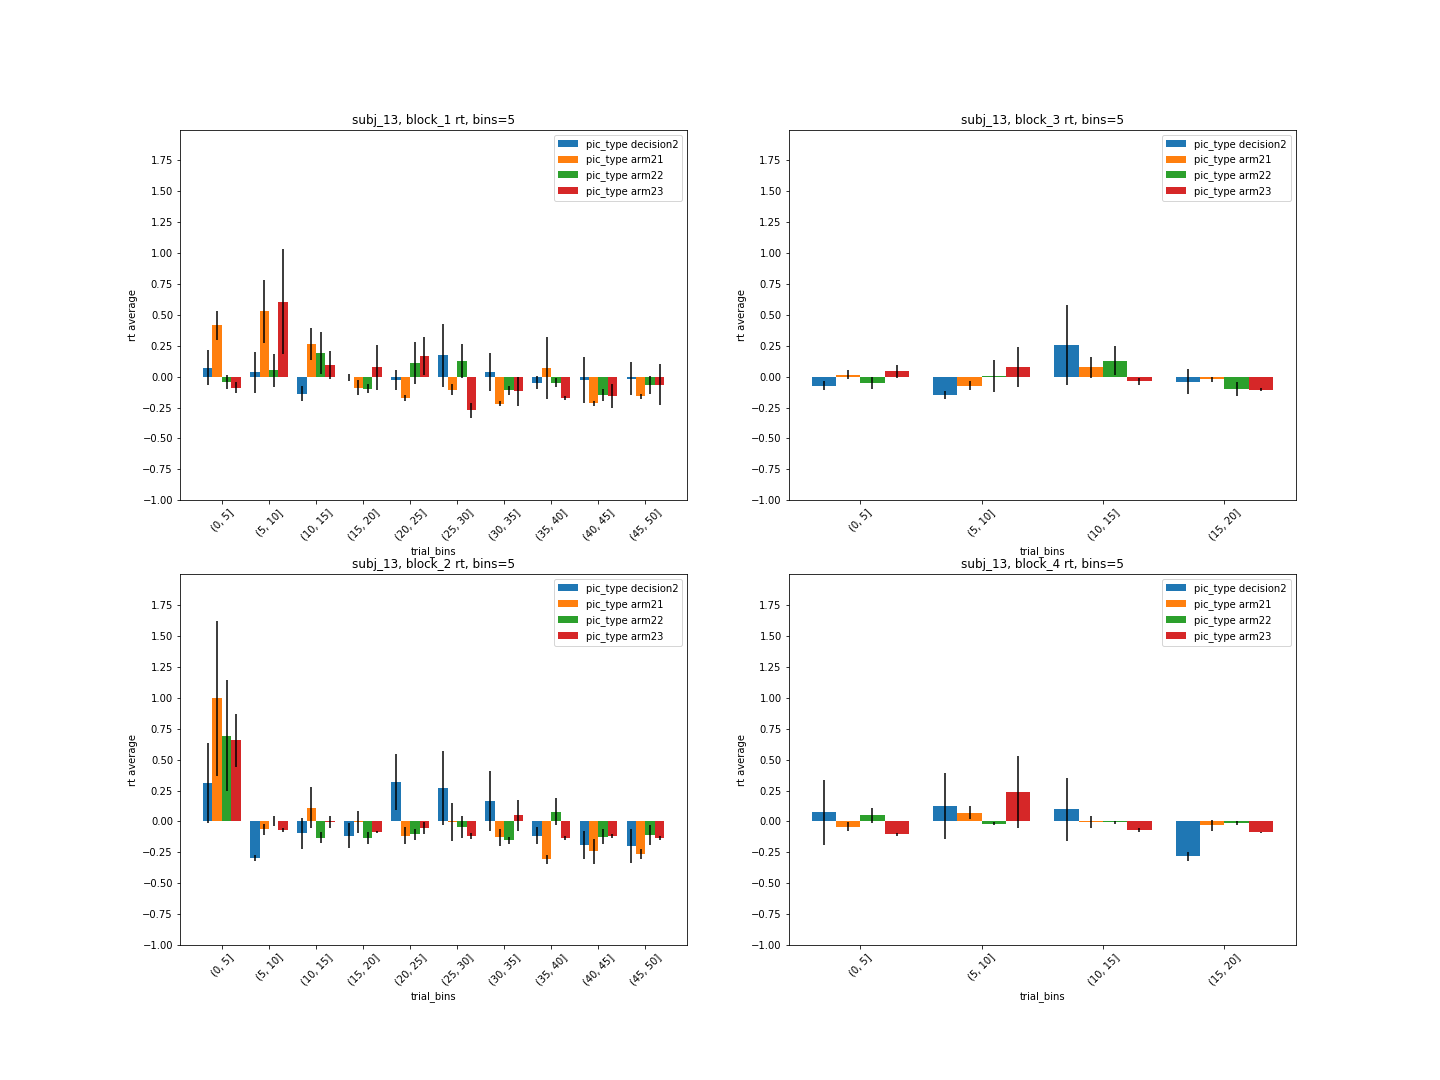 subj_13, block_1 rt, bins=5
pic_type decision2
pic_type arm21
pic_type arm22
pic_type arm23
1.75
1.50
1.25
1.00
0.75
0.50
0.25
0.00
−0.25
−0.50
−0.75
−1.00
rt average
(0, 5]
(5, 10]
(10, 15]
(15, 20]
(20, 25]
(25, 30]
(30, 35]
(35, 40]
(40, 45]
(45, 50]
trial_bins
subj_13, block_3 rt, bins=5
pic_type decision2
pic_type arm21
pic_type arm22
pic_type arm23
1.75
1.50
1.25
1.00
0.75
0.50
0.25
0.00
−0.25
−0.50
−0.75
−1.00
rt average
(0, 5]
(5, 10]
(10, 15]
(15, 20]
trial_bins
subj_13, block_2 rt, bins=5
pic_type decision2
pic_type arm21
pic_type arm22
pic_type arm23
1.75
1.50
1.25
1.00
0.75
0.50
0.25
0.00
−0.25
−0.50
−0.75
−1.00
rt average
(0, 5]
(5, 10]
(10, 15]
(15, 20]
(20, 25]
(25, 30]
(30, 35]
(35, 40]
(40, 45]
(45, 50]
trial_bins
subj_13, block_4 rt, bins=5
pic_type decision2
pic_type arm21
pic_type arm22
pic_type arm23
1.75
1.50
1.25
1.00
0.75
0.50
0.25
0.00
−0.25
−0.50
−0.75
−1.00
rt average
(0, 5]
(5, 10]
(10, 15]
(15, 20]
trial_bins